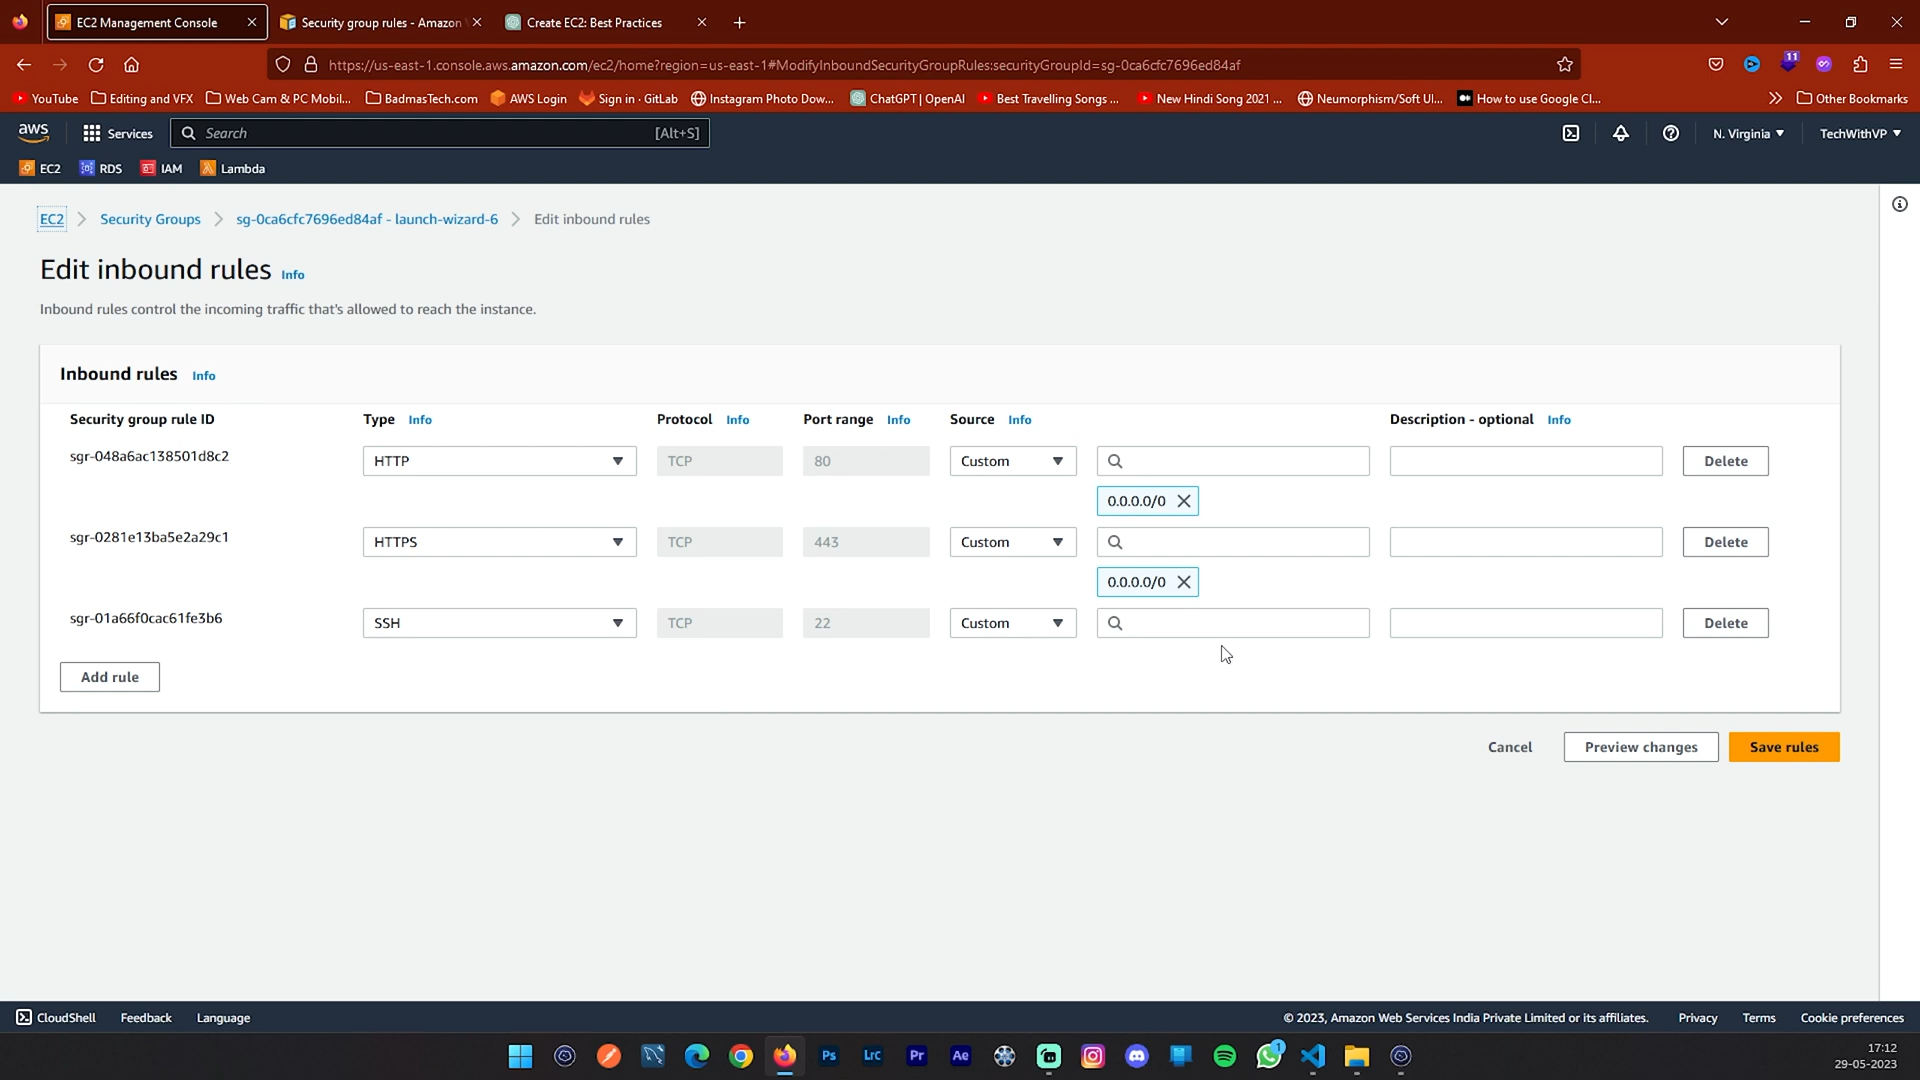 EC2 Management Console
Security group rules - Amazon
Create EC2: Best Practices
https://us-east-1.console.aws.amazon.com/ec2/home?region=us-east-1#ModifyInboundSecurityGroupRules:securityGroupId=sg-0ca6cfc7696ed84af
11
YouTube
Editing and VFX
Web Cam & PC Mobil...
BadmasTech.com
AWS Login
Sign in · GitLab
Instagram Photo Dow...
ChatGPT | OpenAI
Best Travelling Songs ...
New Hindi Song 2021 ...
Neumorphism/Soft UI...
How to use Google Cl...
Other Bookmarks
aws
Services
Search
[Alt+S]
N. Virginia
TechWithVP
EC2
RDS
IAM
Lambda
EC2
Security Groups
sg-0ca6cfc7696ed84af - launch-wizard-6
Edit inbound rules
Edit inbound rules Info
Inbound rules control the incoming traffic that's allowed to reach the instance.
Inbound rules Info
Security group rule ID
Type Info
Protocol Info
Port range Info
Source Info
Description - optional Info
sgr-048a6ac138501d8c2
HTTP
TCP
80
Custom
Delete
0.0.0.0/0
sgr-0281e13ba5e2a29c1
HTTPS
TCP
443
Custom
Delete
0.0.0.0/0
sgr-01a66f0cac61fe3b6
SSH
TCP
22
Custom
Delete
Add rule
Cancel
Preview changes
Save rules
CloudShell
Feedback
Language
© 2023, Amazon Web Services India Private Limited or its affiliates.
Privacy
Terms
Cookie preferences
Ps
Lrc
Pr
Ae
1
17:12
29-05-2023